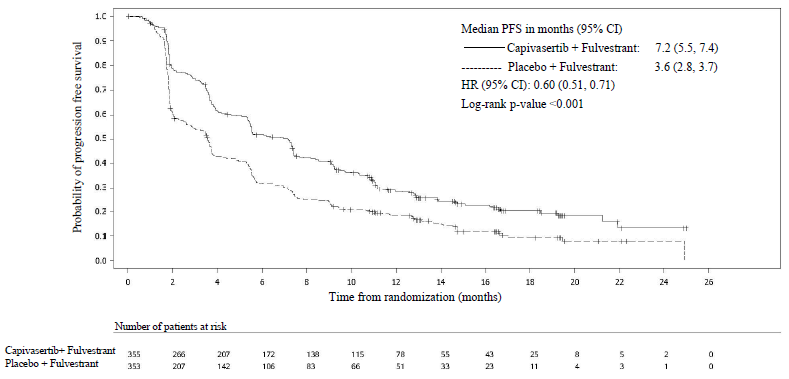 Median PFS in months (95% CI)
Capivasertib + Fulvestrant: 7.2 (5.5, 7.4)
Placebo + Fulvestrant: 3.6 (2.8, 3.7)
HR (95% CI): 0.60 (0.51, 0.71)
Log-rank p-value <0.001
Probability of progression free survival
1.0
0.9
0.8
0.7
0.6
0.5
0.4
0.3
0.2
0.1
0.0
0 2 4 6 8 10 12 14 16 18 20 22 24 26
Time from randomization (months)
Number of patients at risk
Capivasertib+ Fulvestrant 355 266 207 172 138 115 78 55 43 25 8 5 2 0
Placebo + Fulvestrant 353 207 142 106 83 66 51 33 23 11 4 3 1 0